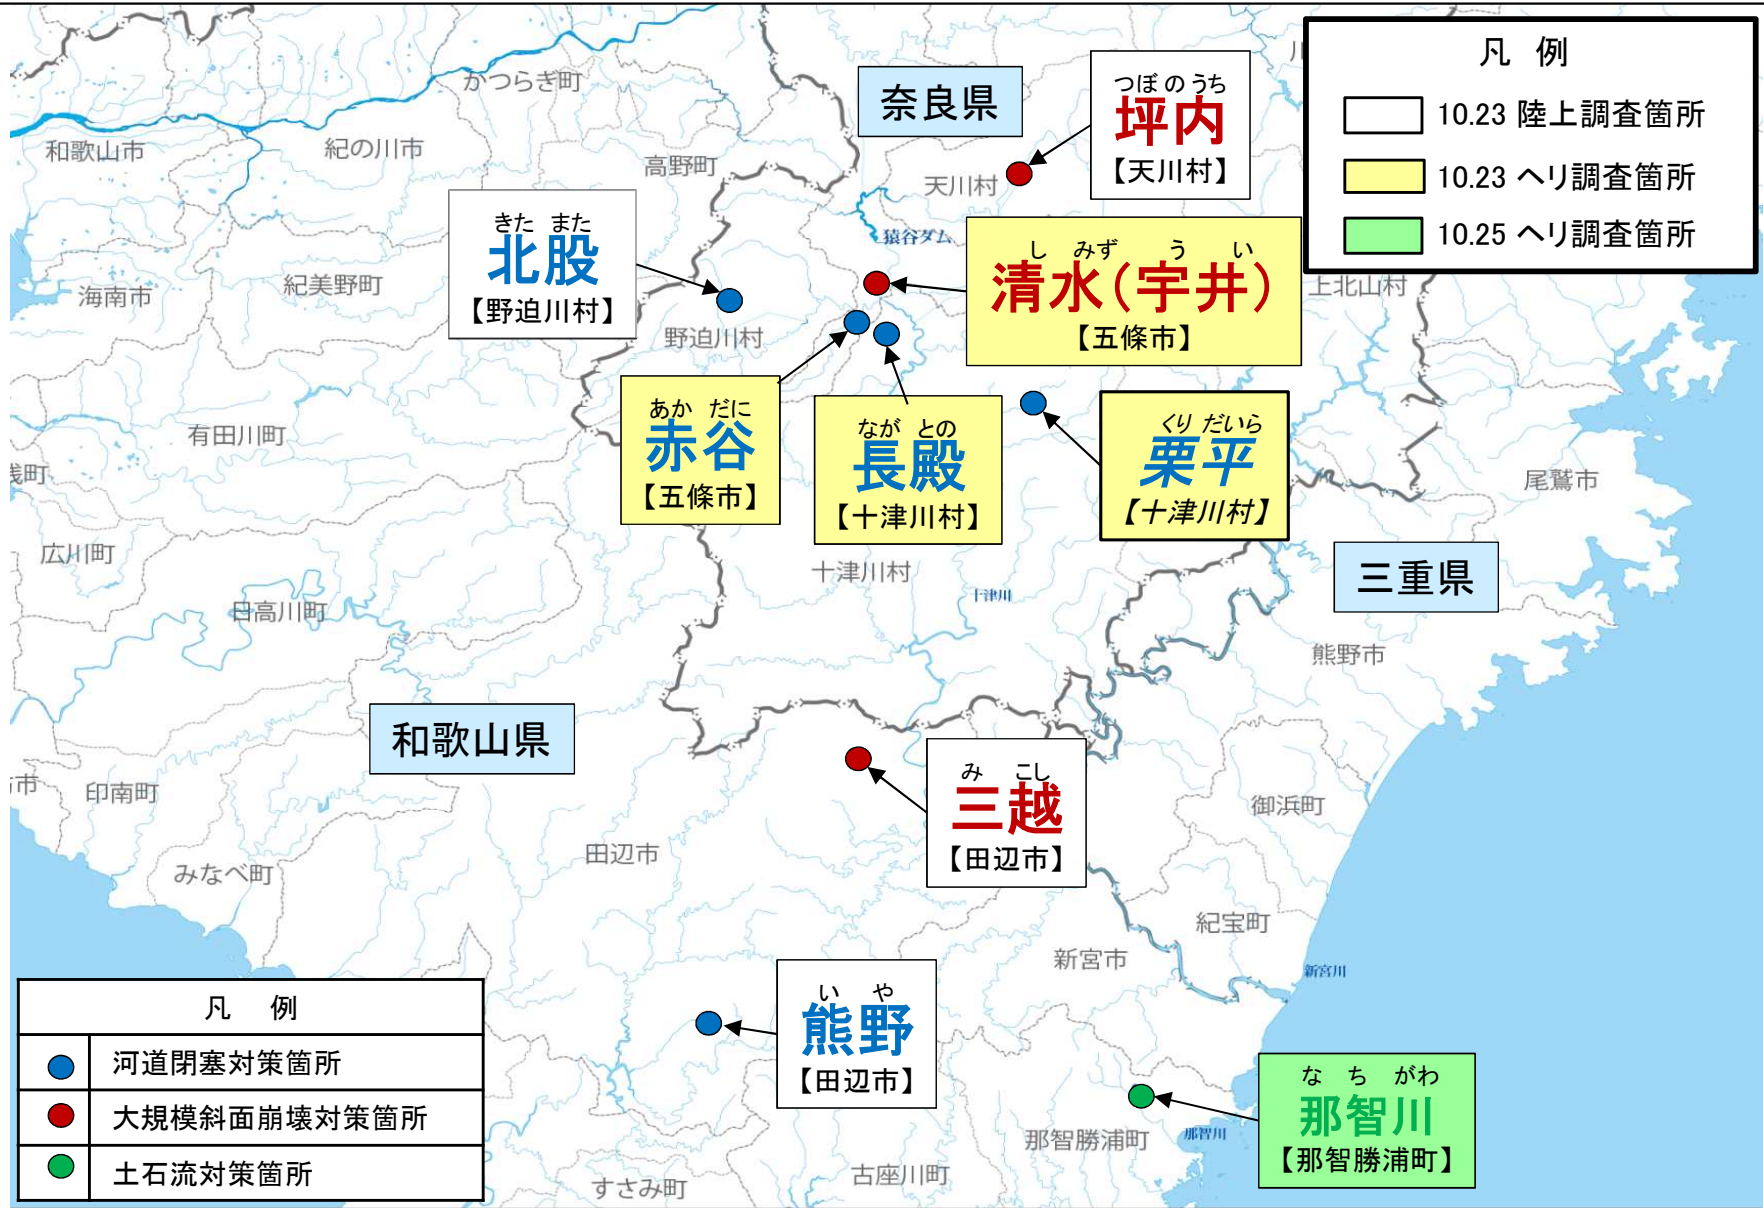 凡 例
10.23 陸上調査箇所
10.23 ヘリ調査箇所
10.25 ヘリ調査箇所
奈良県
つぼ の うち
坪内
【天川村】
かつらぎ町
和歌山市
紀の川市
高野町
天川村
川
きた また
北股
【野迫川村】
猿谷ダム
し みず う い
清水(宇井)
【五條市】
上北山村
海南市
紀美野町
野迫川村
あか だに
赤谷
【五條市】
なが との
長殿
【十津川村】
くり だいら
栗平
【十津川村】
有田川町
浅町
尾鷲市
広川町
十津川村
十津川
三重県
日高川町
熊野市
和歌山県
み こし
三越
【田辺市】
市
印南町
御浜町
田辺市
みなべ町
紀宝町
新宮市
新宮川
い や
熊野
【田辺市】
な ち がわ
那智川
【那智勝浦町】
那智勝浦町
那智川
古座川町
すさみ町
凡 例
河道閉塞対策箇所
大規模斜面崩壊対策箇所
土石流対策箇所